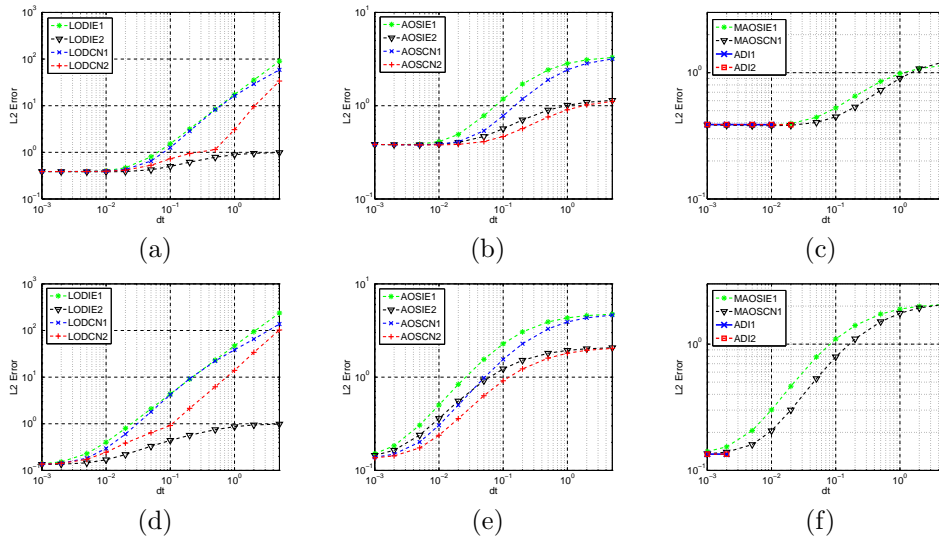 10^3
10^2
10^1
10^0
10^-1
L2 Error
10^-3
10^-2
10^-1
10^0
dt
LODIE1
LODIE2
LODCN1
LODCN2
(a)
10^1
10^0
10^-1
L2 Error
10^-3
10^-2
10^-1
10^0
dt
AOSIE1
AOSIE2
AOSCN1
AOSCN2
(b)
10^0
10^-1
L2 Error
10^-3
10^-2
10^-1
10^0
dt
MAOSIE1
MAOSCN1
ADI1
ADI2
(c)
10^3
10^2
10^1
10^0
10^-1
L2 Error
10^-3
10^-2
10^-1
10^0
dt
LODIE1
LODIE2
LODCN1
LODCN2
(d)
10^1
10^0
10^-1
L2 Error
10^-3
10^-2
10^-1
10^0
dt
AOSIE1
AOSIE2
AOSCN1
AOSCN2
(e)
10^0
10^-1
L2 Error
10^-3
10^-2
10^-1
10^0
dt
MAOSIE1
MAOSCN1
ADI1
ADI2
(f)